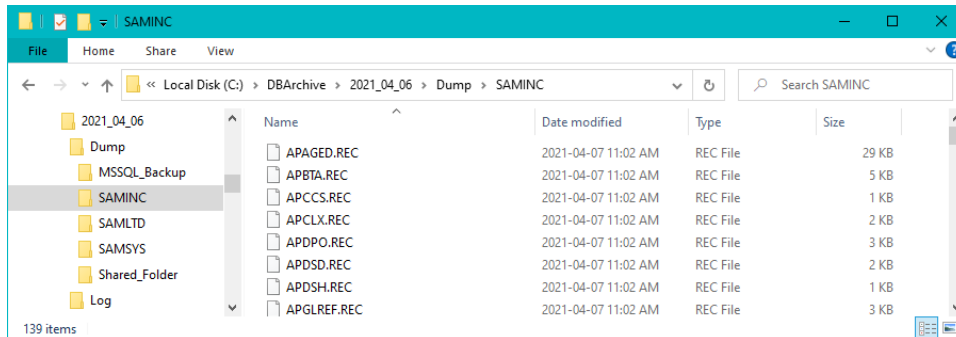 SAMINC
File Home Share View
« Local Disk (C:) > DBArchive > 2021_04_06 > Dump > SAMINC Search SAMINC
2021_04_06
Dump
MSSQL_Backup
SAMINC
SAMLTD
SAMSYS
Shared_Folder
Log
Name Date modified Type Size
APAGED.REC 2021-04-07 11:02 AM REC File 29 KB
APBTA.REC 2021-04-07 11:02 AM REC File 5 KB
APCCS.REC 2021-04-07 11:02 AM REC File 1 KB
APCLX.REC 2021-04-07 11:02 AM REC File 2 KB
APDPO.REC 2021-04-07 11:02 AM REC File 3 KB
APDSD.REC 2021-04-07 11:02 AM REC File 2 KB
APDSH.REC 2021-04-07 11:02 AM REC File 1 KB
APGLREF.REC 2021-04-07 11:02 AM REC File 3 KB
139 items